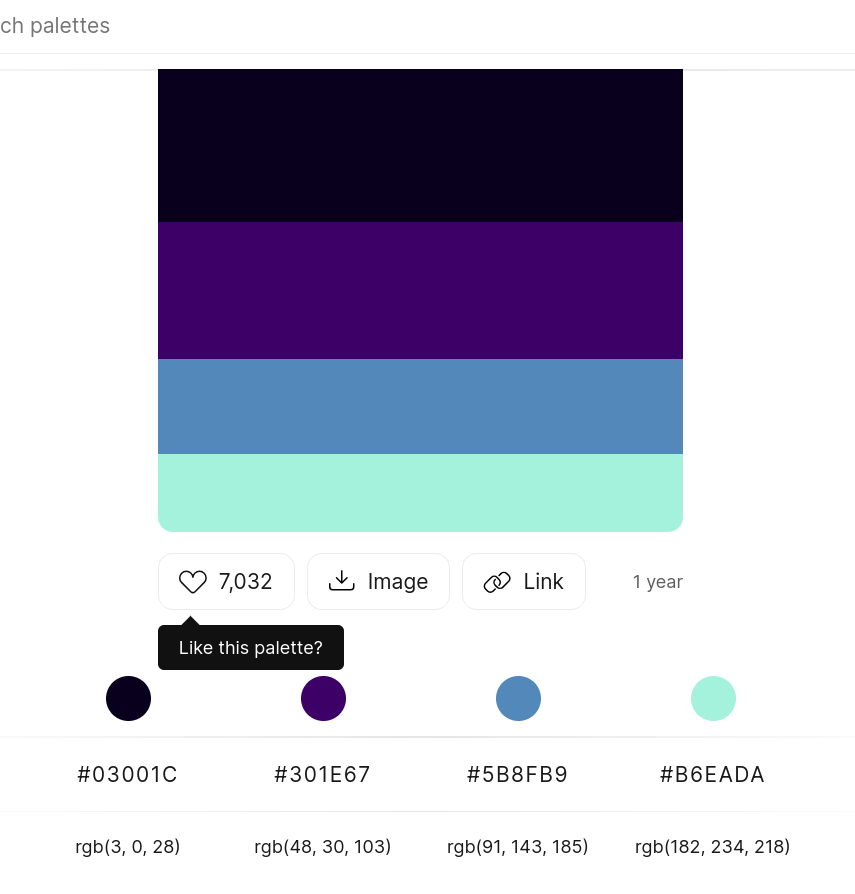 ch palettes
7,032 Image Link 1 year
Like this palette?
#03001C #301E67 #5B8FB9 #B6EADA
rgb(3, 0, 28) rgb(48, 30, 103) rgb(91, 143, 185) rgb(182, 234, 218)